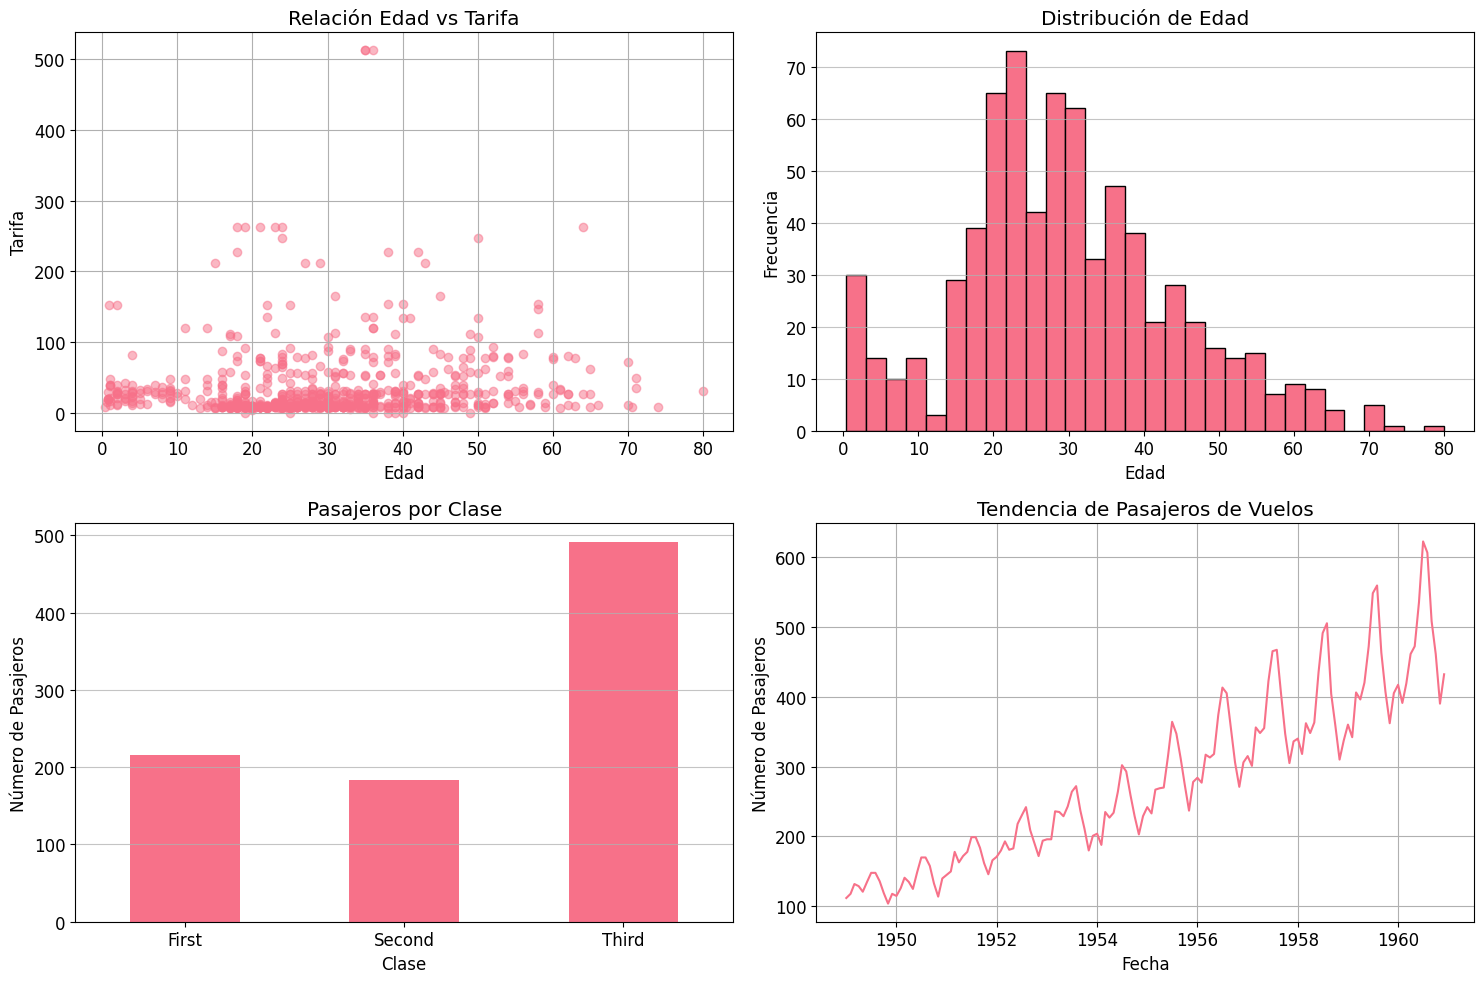 Relación Edad vs Tarifa
500
400
300
200
100
0
Tarifa
0 10 20 30 40 50 60 70 80
Edad
Distribución de Edad
70
60
50
40
30
20
10
0
Frecuencia
0 10 20 30 40 50 60 70 80
Edad
Pasajeros por Clase
500
400
300
200
100
0
Número de Pasajeros
First Second Third
Clase
Tendencia de Pasajeros de Vuelos
600
500
400
300
200
100
Número de Pasajeros
1950 1952 1954 1956 1958 1960
Fecha